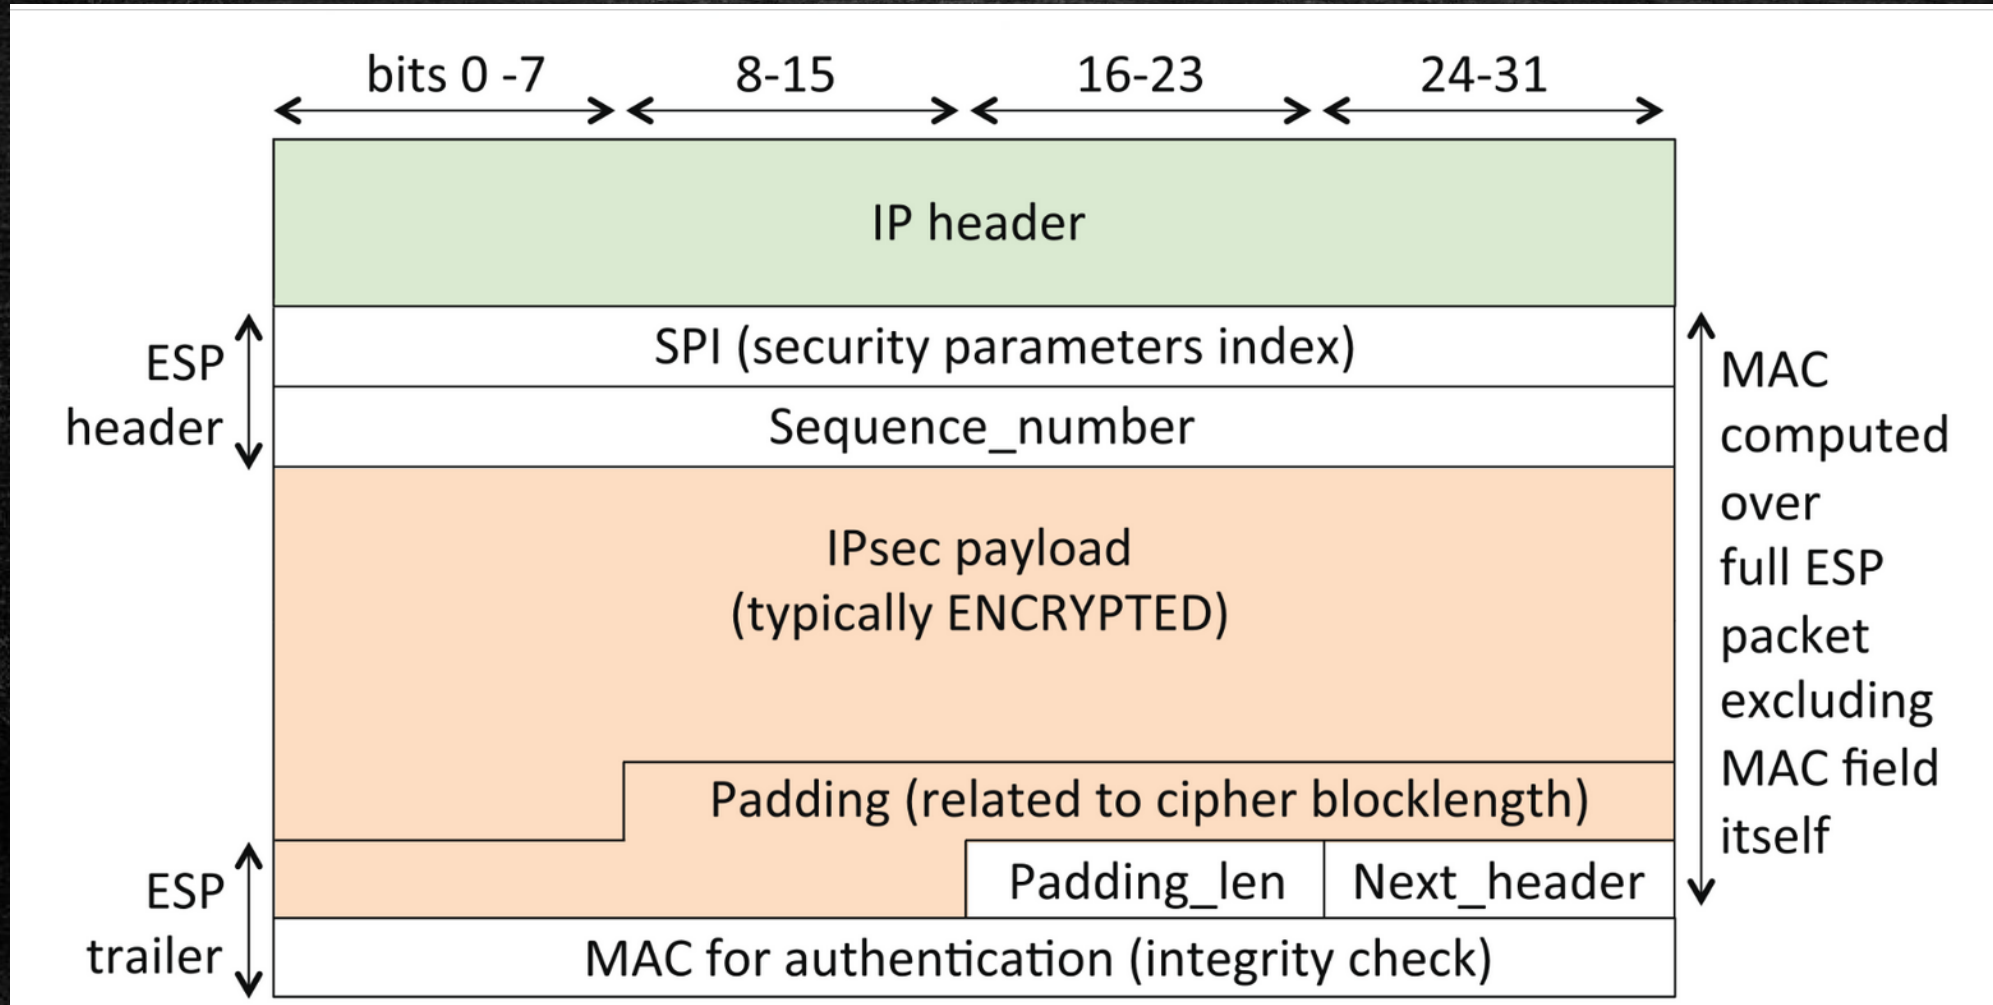 bits 0 -7
8-15
16-23
24-31
IP header
ESP
header
SPI (security parameters index)
Sequence_number
IPsec payload
(typically ENCRYPTED)
Padding (related to cipher blocklength)
ESP
trailer
Padding_len
Next_header
MAC for authentication (integrity check)
MAC
computed
over
full ESP
packet
excluding
MAC field
itself